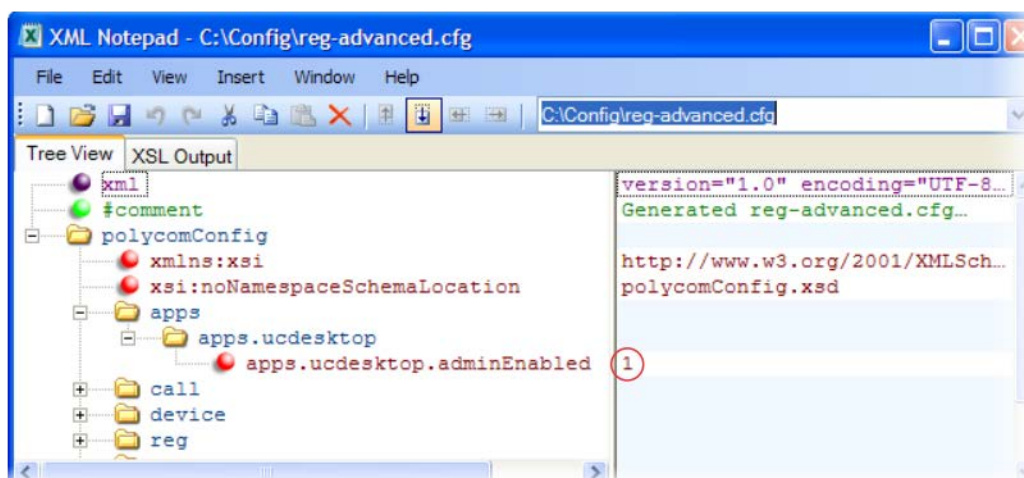 XML Notepad - C:\Config\reg-advanced.cfg
File Edit View Insert Window Help
C:\Config\reg-advanced.cfg
Tree View XSL Output
xml version="1.0" encoding="UTF-8...
#comment Generated reg-advanced.cfg...
polycomConfig
xmlns:xsi http://www.w3.org/2001/XMLSch...
xsi:noNamespaceSchemaLocation polycomConfig.xsd
apps
apps.ucdesktop
apps.ucdesktop.adminEnabled 1
call
device
reg